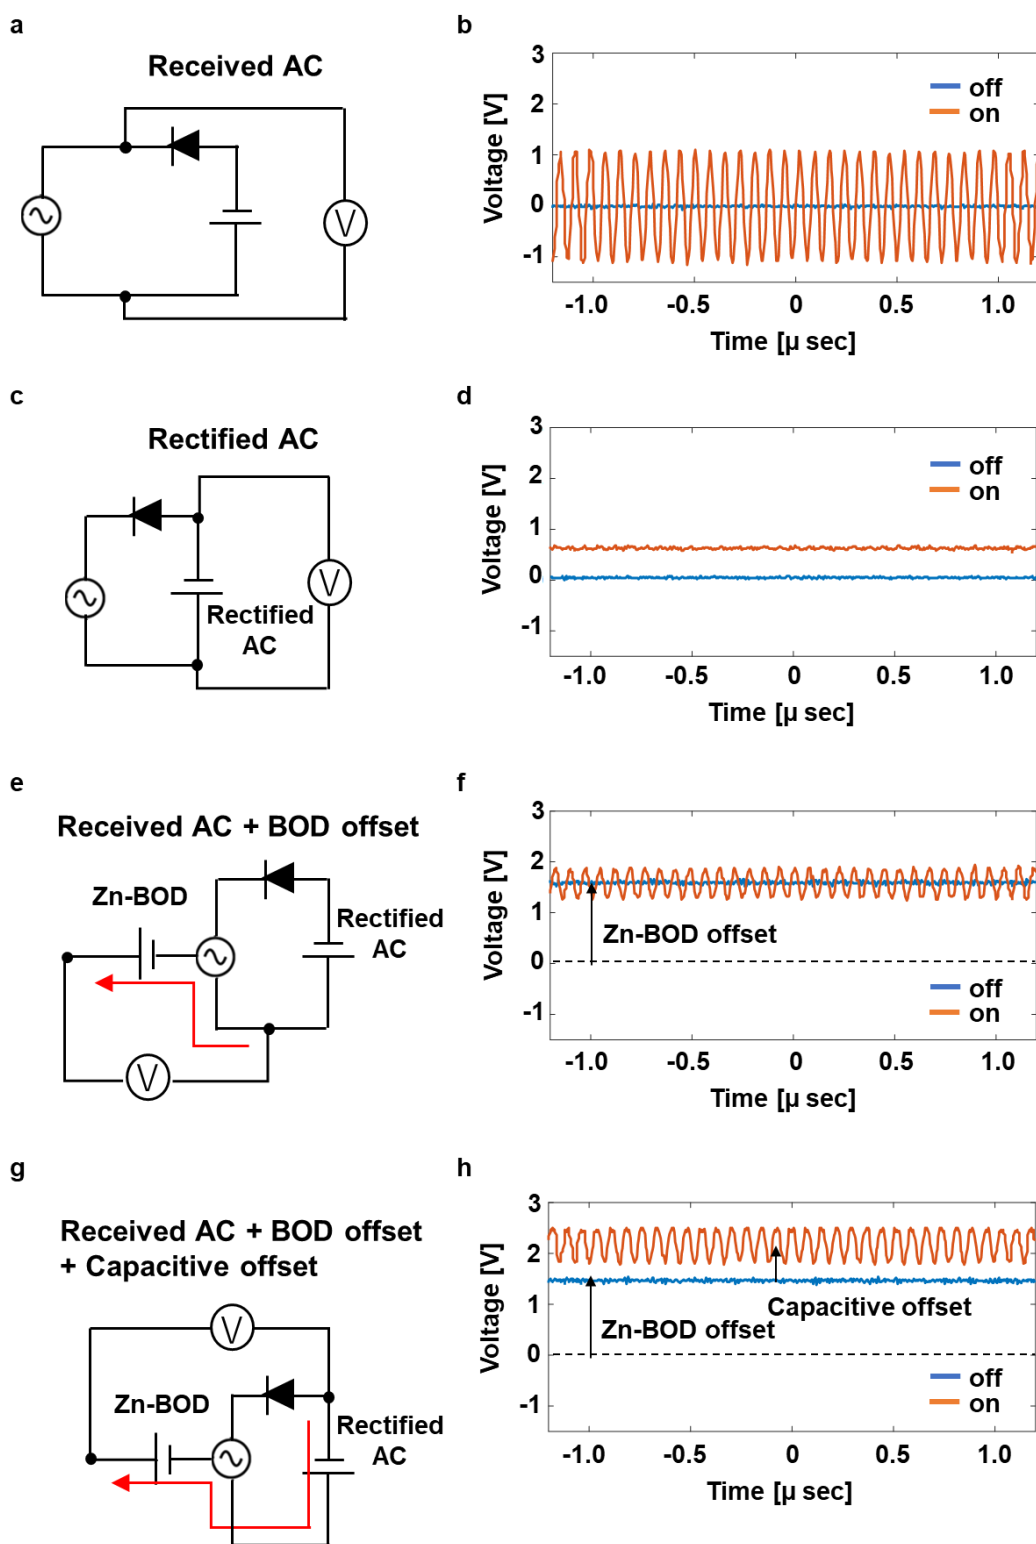 a
Received AC
V
b
3
2
1
0
-1
Voltage [V]
off
on
-1.0 -0.5 0 0.5 1.0
Time [µ sec]
c
Rectified AC
V
Rectified
AC
d
3
2
1
0
-1
Voltage [V]
off
on
-1.0 -0.5 0 0.5 1.0
Time [µ sec]
e
Received AC + BOD offset
Zn-BOD
Rectified
AC
V
f
3
2
1
0
-1
Voltage [V]
Zn-BOD offset
off
on
-1.0 -0.5 0 0.5 1.0
Time [µ sec]
g
Received AC + BOD offset
+ Capacitive offset
V
Zn-BOD
Rectified
AC
h
3
2
1
0
-1
Voltage [V]
Capacitive offset
Zn-BOD offset
off
on
-1.0 -0.5 0 0.5 1.0
Time [µ sec]